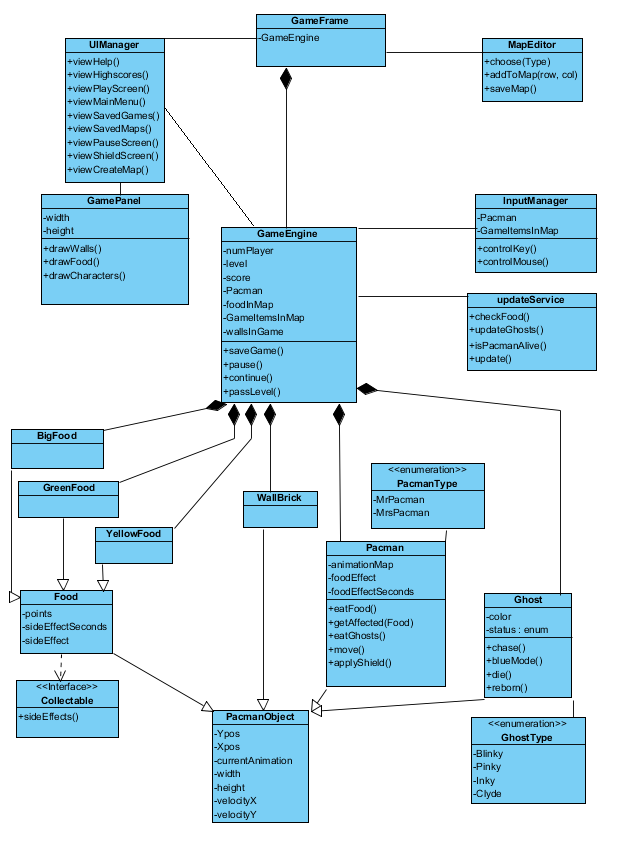 GameFrame
-GameEngine
UIManager
+viewHelp()
+viewHighscores()
+viewPlayScreen()
+viewMainMenu()
+viewSavedGames()
+viewSavedMaps()
+viewPauseScreen()
+viewShieldScreen()
+viewCreateMap()
MapEditor
+choose(Type)
+addToMap(row, col)
+saveMap()
GamePanel
-width
-height
+drawWalls()
+drawFood()
+drawCharacters()
GameEngine
-numPlayer
-level
-score
-Pacman
-foodInMap
-GameItemsInMap
-wallsInGame
+saveGame()
+pause()
+continue()
+passLevel()
InputManager
-Pacman
-GameItemsInMap
+controlKey()
+controlMouse()
updateService
+checkFood()
+updateGhosts()
+isPacmanAlive()
+update()
BigFood
GreenFood
YellowFood
WallBrick
<<enumeration>>
PacmanType
-MrPacman
-MrsPacman
Pacman
-animationMap
-foodEffect
-foodEffectSeconds
+eatFood()
+getAffected(Food)
+eatGhosts()
+move()
+applyShield()
Food
-points
-sideEffectSeconds
-sideEffect
Ghost
-color
-status : enum
+chase()
+blueMode()
+die()
+reborn()
<<Interface>>
Collectable
+sideEffects()
PacmanObject
-Ypos
-Xpos
-currentAnimation
-width
-height
-velocityX
-velocityY
<<enumeration>>
GhostType
-Blinky
-Pinky
-Inky
-Clyde